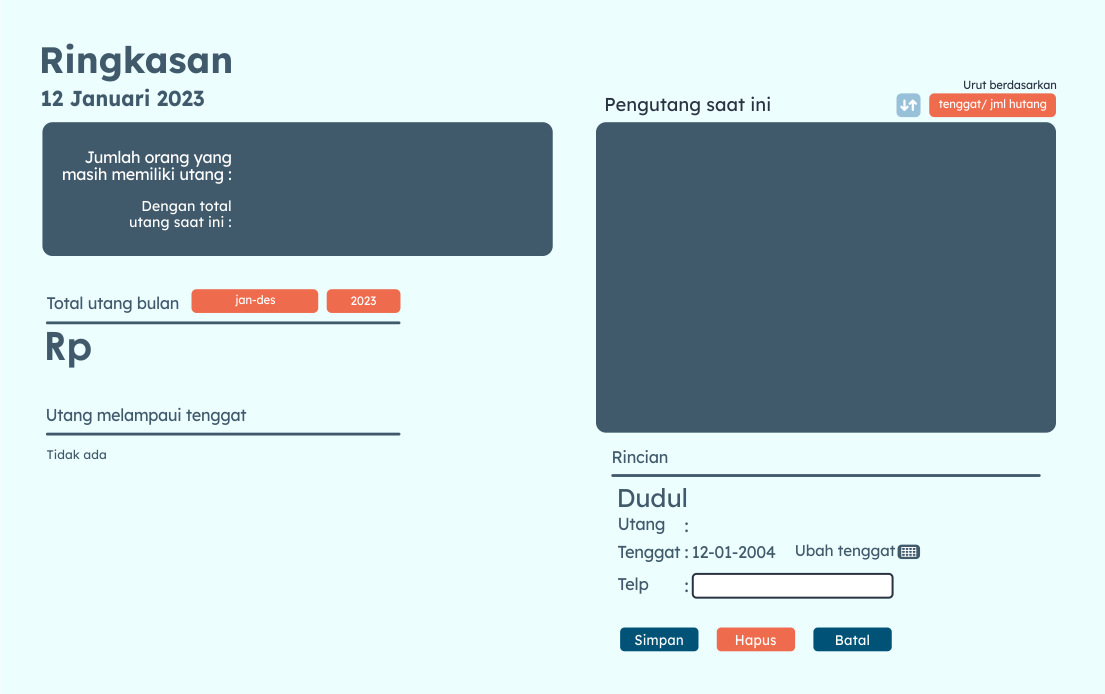 Ringkasan
12 Januari 2023
Jumlah orang yang
masih memiliki utang :
Dengan total
utang saat ini :
Total utang bulan jan-des 2023
Rp
Utang melampaui tenggat
Tidak ada
Urut berdasarkan
Pengutang saat ini tenggat/ jml hutang
Rincian
Dudul
Utang :
Tenggat : 12-01-2004 Ubah tenggat
Telp :
Simpan Hapus Batal